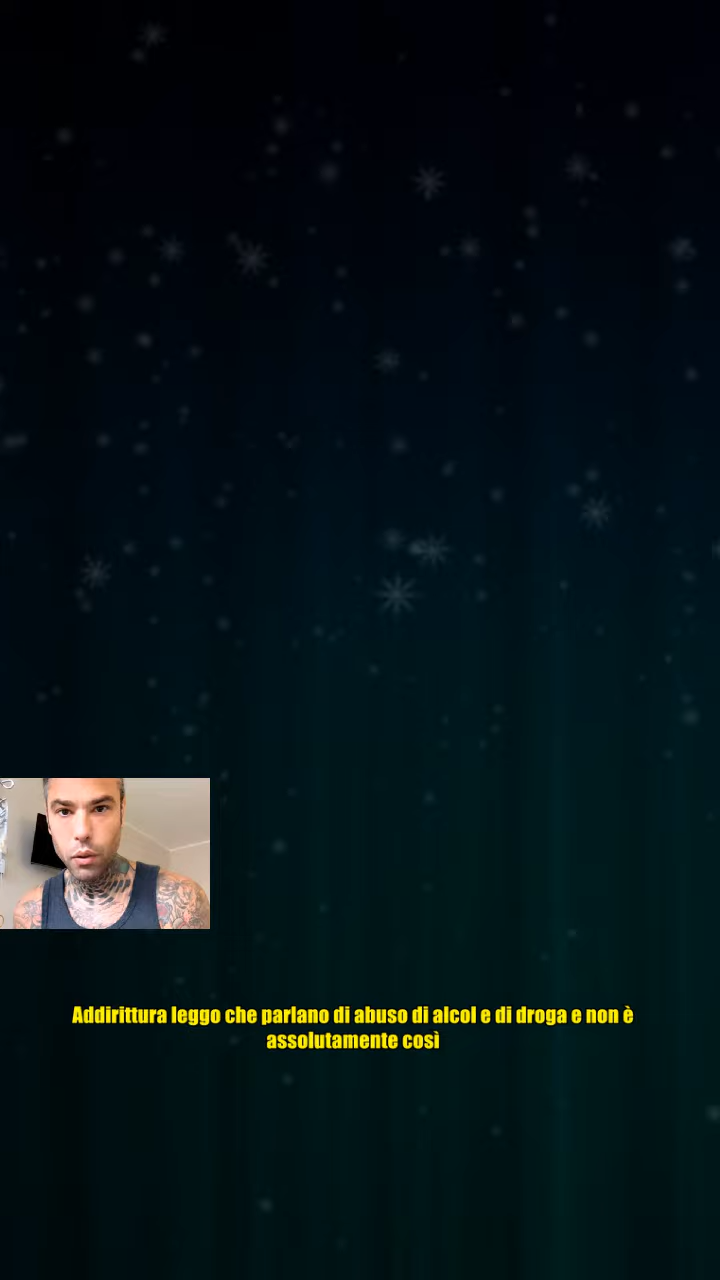 Addirittura leggo che parlano di abuso di alcol e di droga e non è
assolutamente così